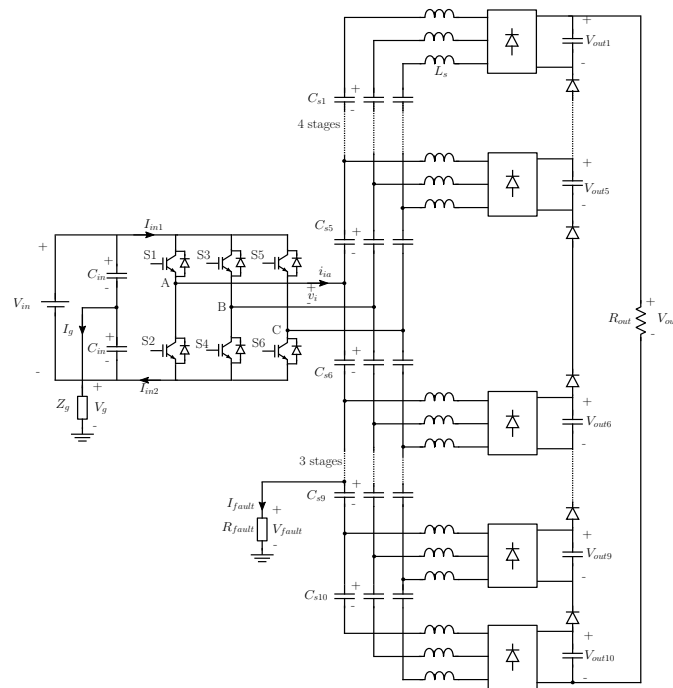 +
V_out1
-
L_s
C_s1
+
-
4 stages
+
V_out5
-
C_s5
+
-
I_in1
S1
S3
S5
+
C_in
-
+
V_in
-
A
i_ia
+
v_i
-
B
C
I_g
+
C_in
-
S2
S4
S6
I_in2
R_out
+
V_ou
-
C_s6
+
-
Z_g
+
V_g
-
+
V_out6
-
3 stages
I_fault
R_fault
+
V_fault
-
C_s9
+
-
+
V_out9
-
C_s10
+
-
+
V_out10
-